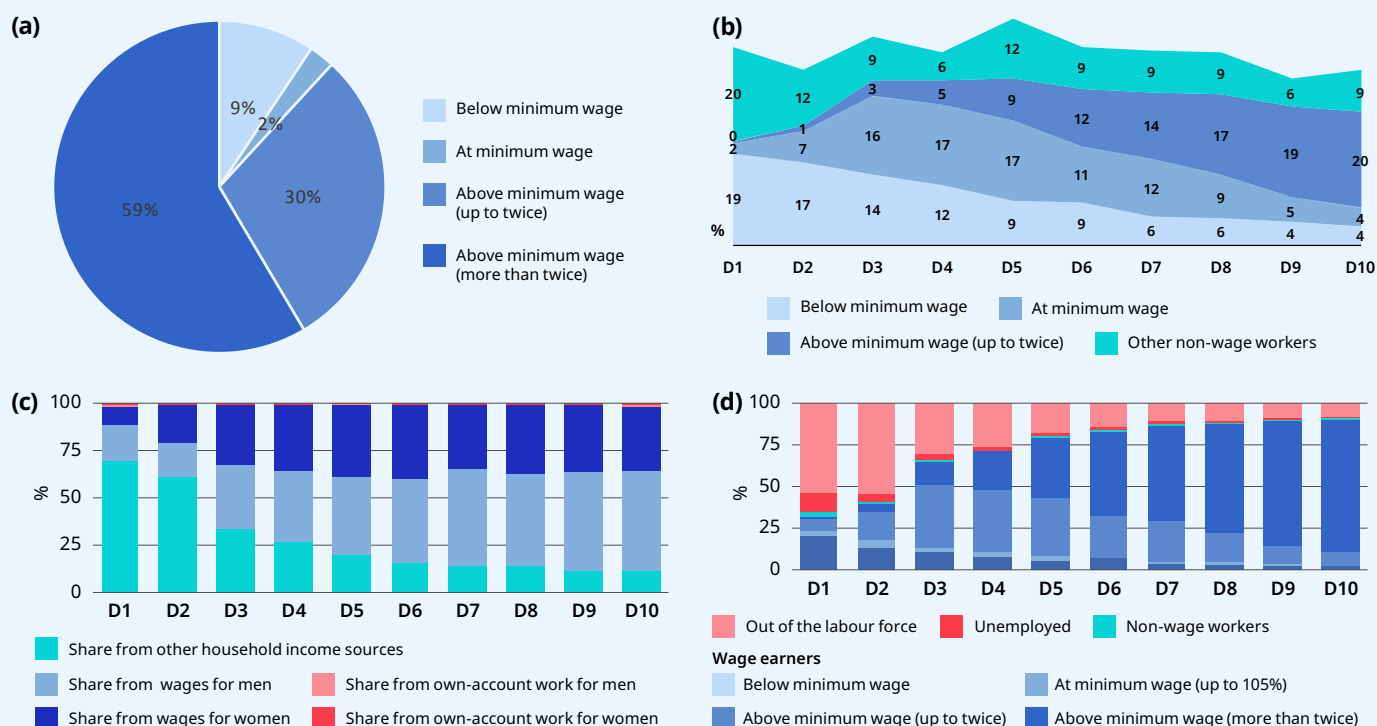 (a)
9%
2%
30%
59%
Below minimum wage
At minimum wage
Above minimum wage
(up to twice)
Above minimum wage
(more than twice)
(b)
20 12 9 6 12 9 9 9 6 9
0 1 3 5 9 12 14 17 19 20
2 7 16 17 17 11 12 9 5 4
19 17 14 12 9 9 6 6 4 4
%
D1 D2 D3 D4 D5 D6 D7 D8 D9 D10
Below minimum wage At minimum wage
Above minimum wage (up to twice) Other non-wage workers
(c)
100
75
50
25
0
%
D1 D2 D3 D4 D5 D6 D7 D8 D9 D10
Share from other household income sources
Share from wages for men Share from own-account work for men
Share from wages for women Share from own-account work for women
(d)
100
75
50
25
0
%
D1 D2 D3 D4 D5 D6 D7 D8 D9 D10
Out of the labour force Unemployed Non-wage workers
Wage earners
Below minimum wage At minimum wage (up to 105%)
Above minimum wage (up to twice) Above minimum wage (more than twice)